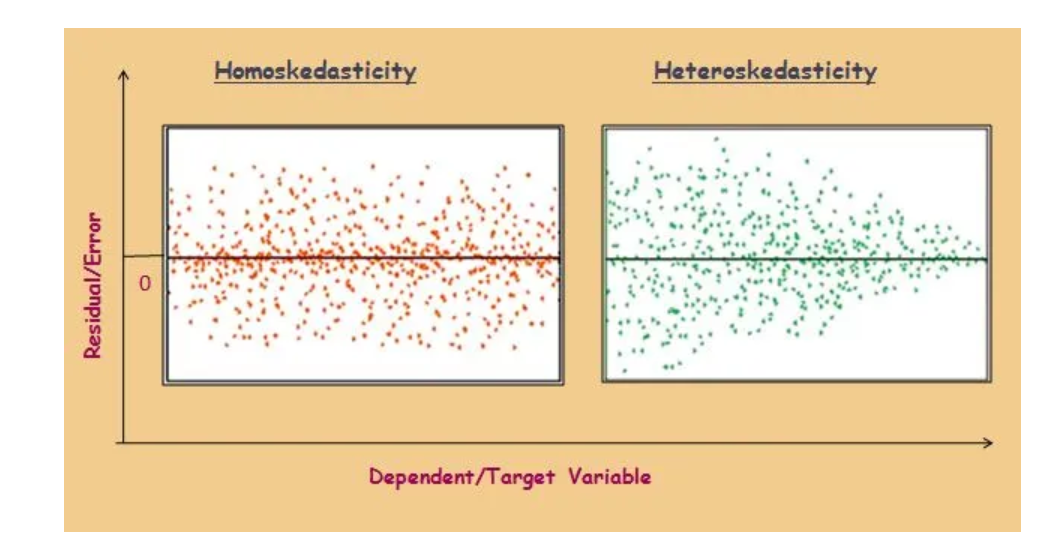 Homoskedasticity
Heteroskedasticity
Residual/Error
0
Dependent/Target Variable